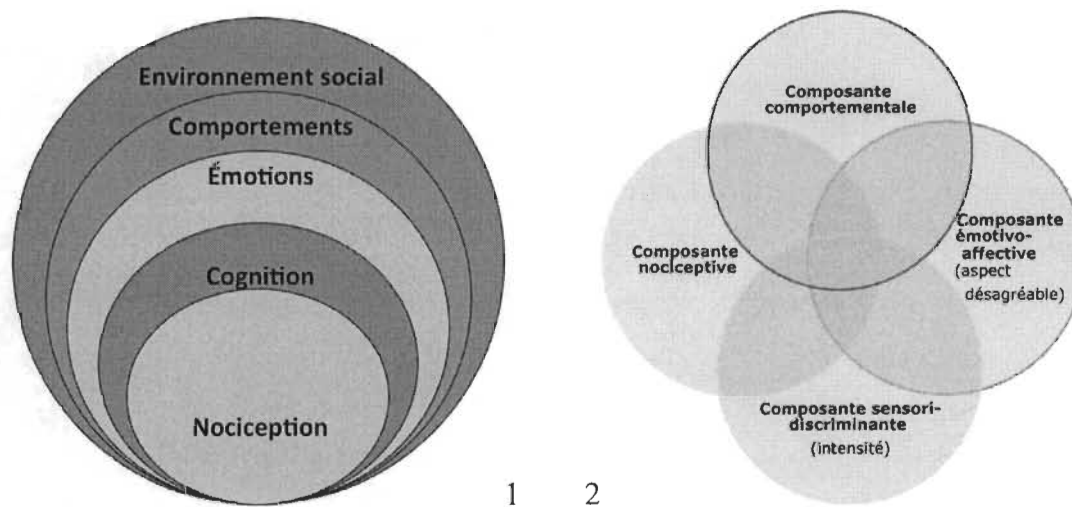 Environnement social
Comportements
Émotions
Cognition
Nociception
1
2
Composante
comportementale
Composante
nociceptive
Composante
émotivo-
affective
(aspect
désagréable)
Composante sensori-
discriminante
(intensité)